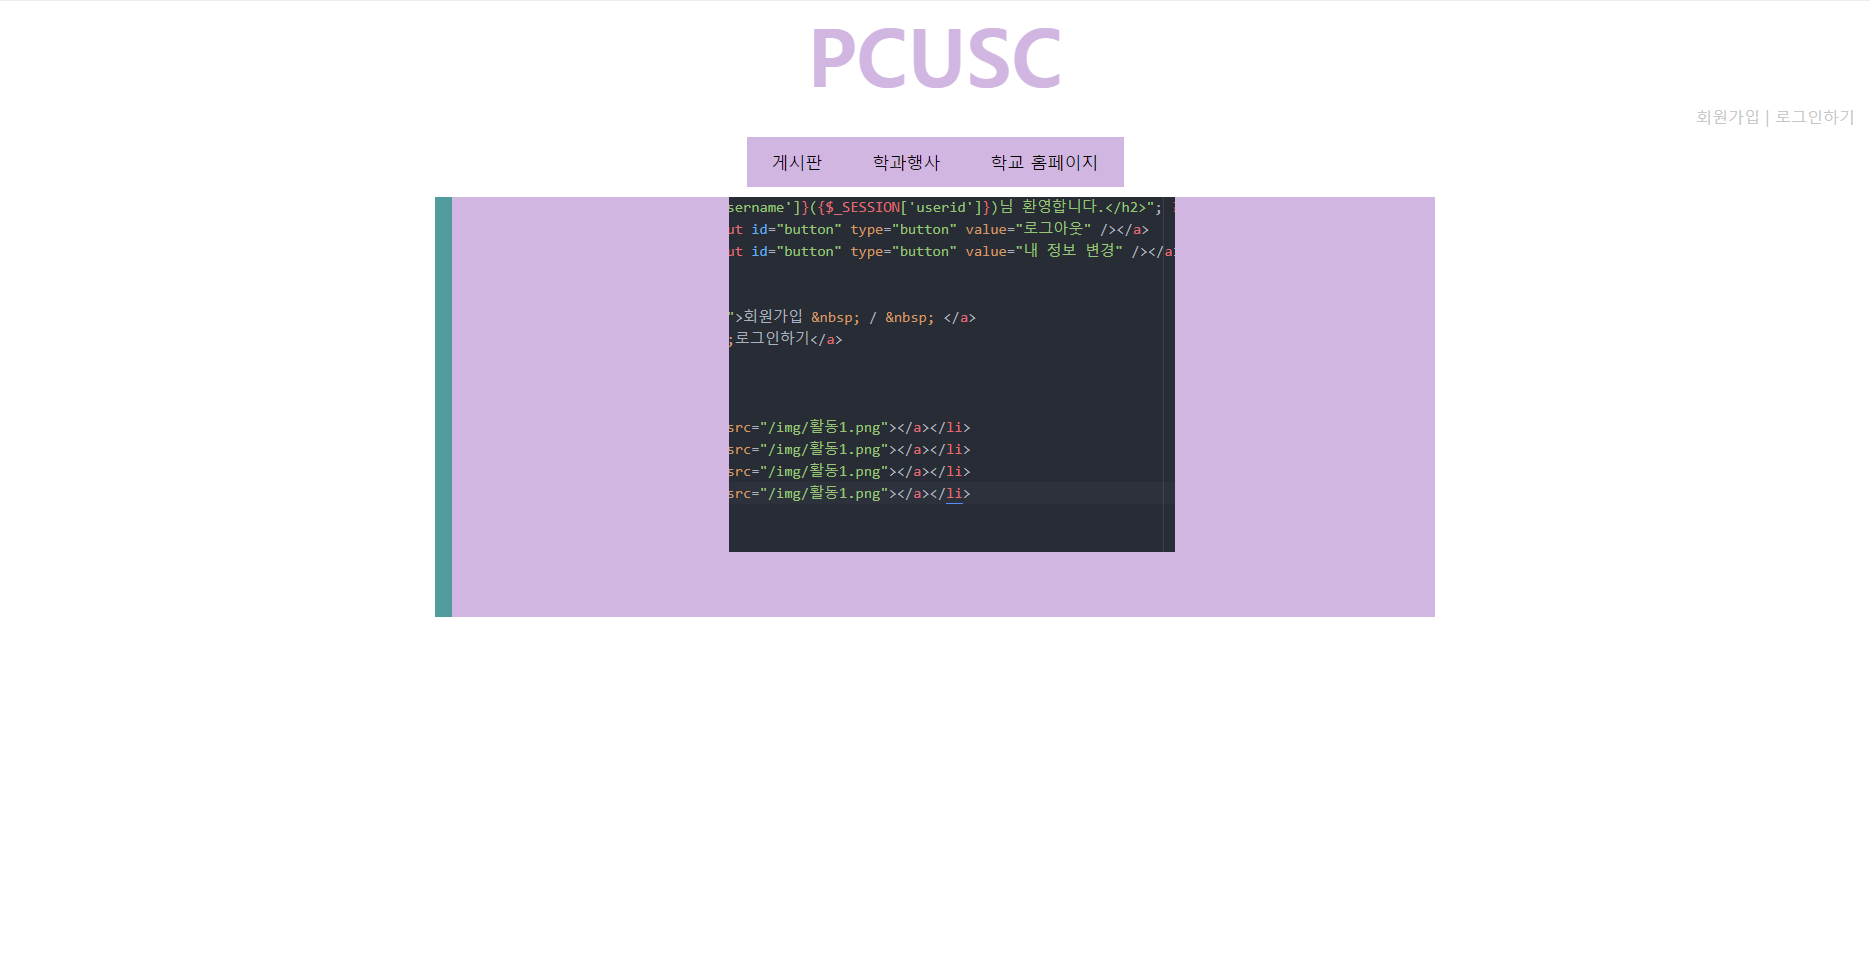 PCUSC
회원가입 | 로그인하기
게시판 학과행사 학교 홈페이지
sername']}({$_SESSION['userid']})님 환영합니다.</h2>";
ut id="button" type="button" value="로그아웃" /></a>
ut id="button" type="button" value="내 정보 변경" /></a
">회원가입 &nbsp; / &nbsp; </a>
;로그인하기</a>
src="/img/활동1.png"></a></li>
src="/img/활동1.png"></a></li>
src="/img/활동1.png"></a></li>
src="/img/활동1.png"></a></li>